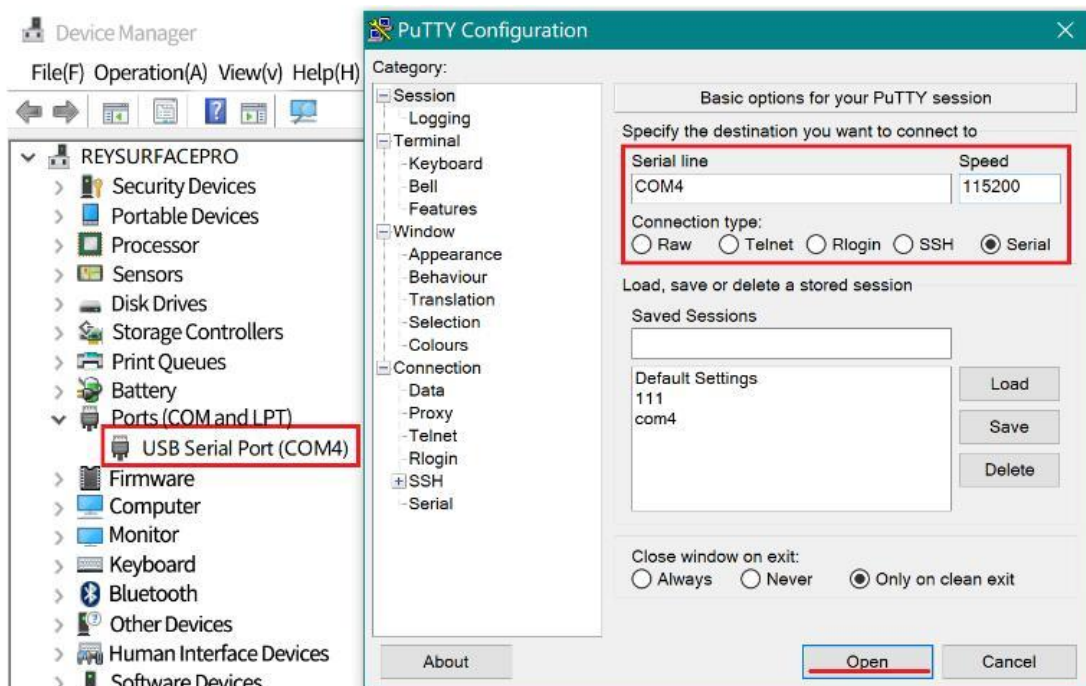 Device Manager
File(F) Operation(A) View(v) Help(H)
REYSURFACEPRO
Security Devices
Portable Devices
Processor
Sensors
Disk Drives
Storage Controllers
Print Queues
Battery
Ports (COM and LPT)
USB Serial Port (COM4)
Firmware
Computer
Monitor
Keyboard
Bluetooth
Other Devices
Human Interface Devices
Software Devices
PuTTY Configuration
Category:
Session
Logging
Terminal
Keyboard
Bell
Features
Window
Appearance
Behaviour
Translation
Selection
Colours
Connection
Data
Proxy
Telnet
Rlogin
SSH
Serial
Basic options for your PuTTY session
Specify the destination you want to connect to
Serial line Speed
COM4 115200
Connection type:
Raw Telnet Rlogin SSH Serial
Load, save or delete a stored session
Saved Sessions
Default Settings
111
com4
Load
Save
Delete
Close window on exit:
Always Never Only on clean exit
About Open Cancel